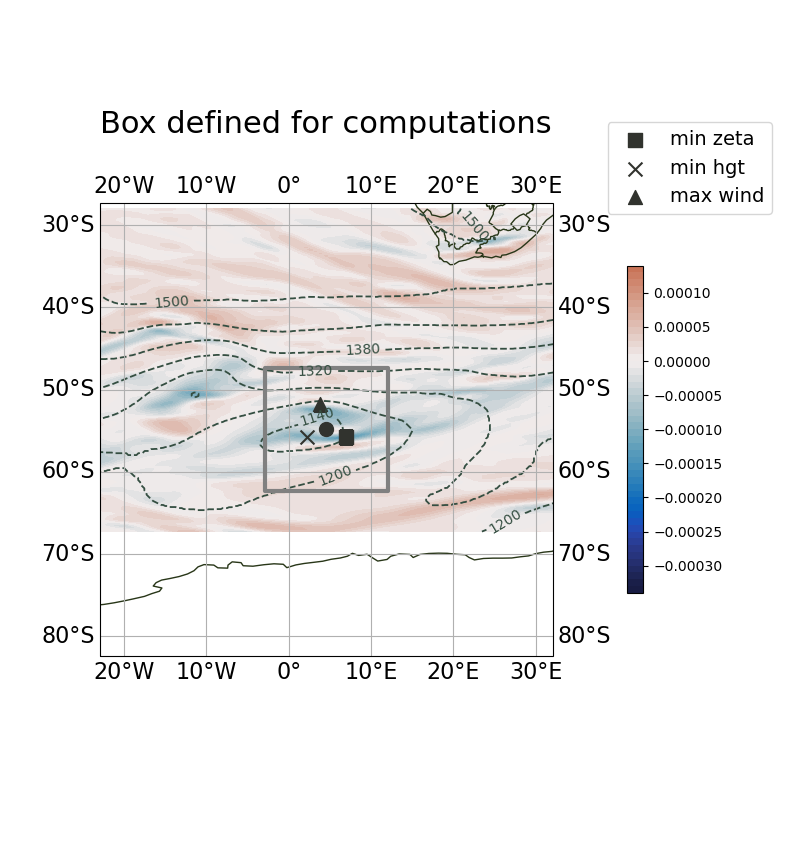 Box defined for computations
min zeta
min hgt
max wind
20°W 10°W 0° 10°E 20°E 30°E
30°S 30°S
40°S 40°S
50°S 50°S
60°S 60°S
70°S 70°S
80°S 80°S
20°W 10°W 0° 10°E 20°E 30°E
1500
1500
1380
1320
1140
1200
1200
0.00010
0.00005
0.00000
−0.00005
−0.00010
−0.00015
−0.00020
−0.00025
−0.00030